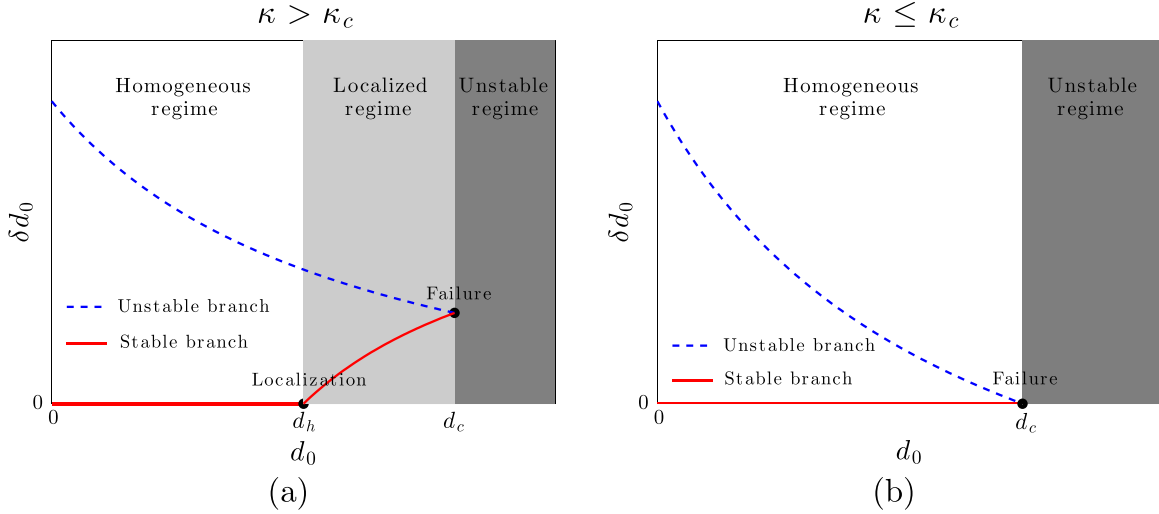 κ > κ_c
Homogeneous
regime
Localized
regime
Unstable
regime
δd_0
Failure
Unstable branch
Stable branch
Localization
0
0
d_h
d_c
d_0
(a)
κ ≤ κ_c
Homogeneous
regime
Unstable
regime
δd_0
Unstable branch
Stable branch
Failure
0
0
d_c
d_0
(b)